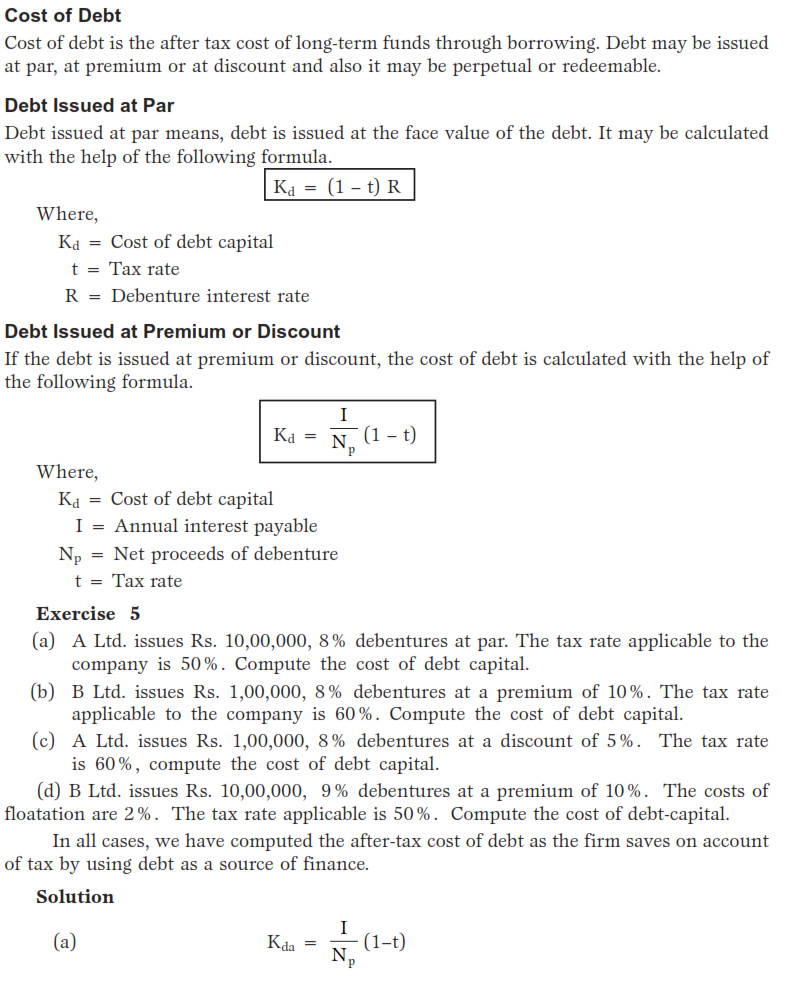 Cost of Debt
Cost of debt is the after tax cost of long-term funds through borrowing. Debt may be issued
at par, at premium or at discount and also it may be perpetual or redeemable.
Debt Issued at Par
Debt issued at par means, debt is issued at the face value of the debt. It may be calculated
with the help of the following formula.
Kd = (1 – t) R
Where,
Kd = Cost of debt capital
t = Tax rate
R = Debenture interest rate
Debt Issued at Premium or Discount
If the debt is issued at premium or discount, the cost of debt is calculated with the help of
the following formula.
Kd = I/Np (1 – t)
Where,
Kd = Cost of debt capital
I = Annual interest payable
Np = Net proceeds of debenture
t = Tax rate
Exercise 5
(a) A Ltd. issues Rs. 10,00,000, 8% debentures at par. The tax rate applicable to the
company is 50%. Compute the cost of debt capital.
(b) B Ltd. issues Rs. 1,00,000, 8% debentures at a premium of 10%. The tax rate
applicable to the company is 60%. Compute the cost of debt capital.
(c) A Ltd. issues Rs. 1,00,000, 8% debentures at a discount of 5%. The tax rate
is 60%, compute the cost of debt capital.
(d) B Ltd. issues Rs. 10,00,000, 9% debentures at a premium of 10%. The costs of
floatation are 2%. The tax rate applicable is 50%. Compute the cost of debt-capital.
In all cases, we have computed the after-tax cost of debt as the firm saves on account
of tax by using debt as a source of finance.
Solution
(a) Kda = I/Np (1–t)